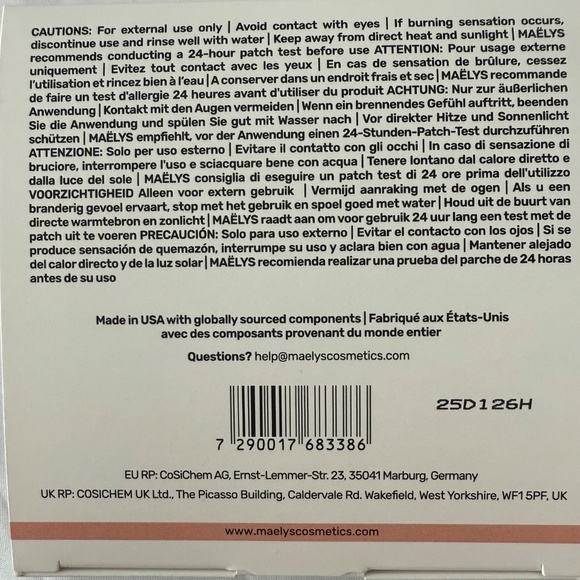 CAUTIONS: For external use only | Avoid contact with eyes | If burning sensation occurs,
discontinue use and rinse well with water | Keep away from direct heat and sunlight | MAËLYS
recommends conducting a 24-hour patch test before use ATTENTION: Pour usage externe
uniquement | Evitez tout contact avec les yeux | En cas de sensation de brûlure, cessez
l'utilisation et rincez bien à l'eau | A conserver dans un endroit frais et sec | MAËLYS recommande
de faire un test d'allergie 24 heures avant d'utiliser du produit ACHTUNG: Nur zur äußerlichen
Anwendung | Kontakt mit den Augen vermeiden | Wenn ein brennendes Gefühl auftritt, beenden
Sie die Anwendung und spülen Sie gut mit Wasser nach | Vor direkter Hitze und Sonnenlicht
schützen | MAËLYS empfiehlt, vor der Anwendung einen 24-Stunden-Patch-Test durchzuführen
ATTENZIONE: Solo per uso esterno | Evitare il contatto con gli occhi | In caso di sensazione di
bruciore, interrompere l'uso e sciacquare bene con acqua | Tenere lontano dal calore diretto e
dalla luce del sole | MAËLYS consiglia di eseguire un patch test di 24 ore prima dell'utilizzo
VOORZICHTIGHEID Alleen voor extern gebruik | Vermijd aanraking met de ogen | Als u een
branderig gevoel ervaart, stop met het gebruik en spoel goed met water | Houd uit de buurt van
directe warmtebron en zonlicht | MAËLYS raadt aan om voor gebruik 24 uur lang een test met de
patch uit te voeren PRECAUCIÓN: Solo para uso externo | Evitar el contacto con los ojos | Si se
produce sensación de quemazón, interrumpe su uso y aclara bien con agua | Mantener alejado
del calor directo y de la luz solar | MAËLYS recomienda realizar una prueba del parche de 24 horas
antes de su uso
Made in USA with globally sourced components | Fabriqué aux États-Unis
avec des composants provenant du monde entier
Questions? help@maelyscosmetics.com
25D126H
7 290017 683386
EU RP: CoSiChem AG, Ernst-Lemmer-Str. 23, 35041 Marburg, Germany
UK RP: COSICHEM UK Ltd., The Picasso Building, Caldervale Rd. Wakefield, West Yorkshire, WF1 5PF, UK
www.maelyscosmetics.com